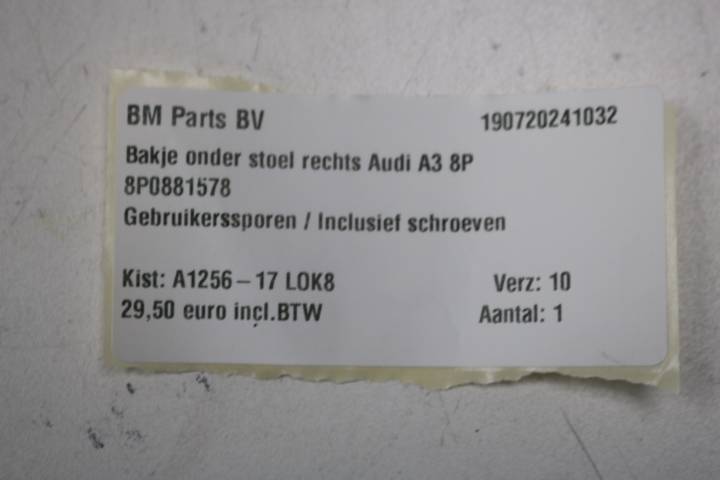 BM Parts BV 190720241032
Bakje onder stoel rechts Audi A3 8P
8P0881578
Gebruikerssporen / Inclusief schroeven
Kist: A1256-17 LOK8 Verz: 10
29,50 euro incl.BTW Aantal: 1